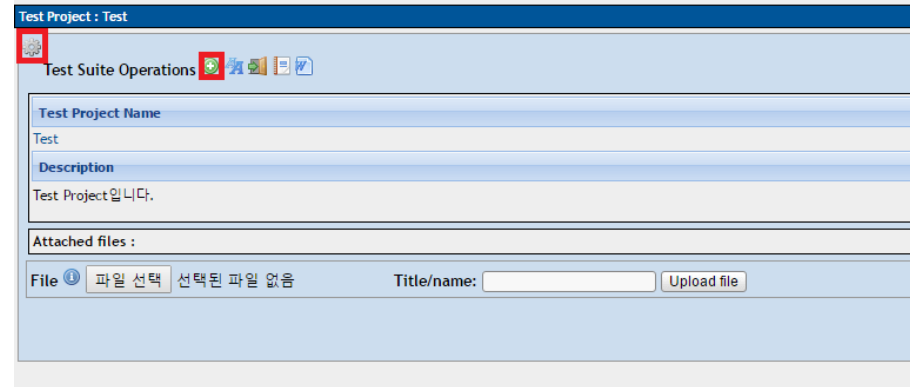 Test Project : Test
Test Suite Operations
Test Project Name
Test
Description
Test Project입니다.
Attached files :
File 파일 선택 선택된 파일 없음 Title/name: Upload file